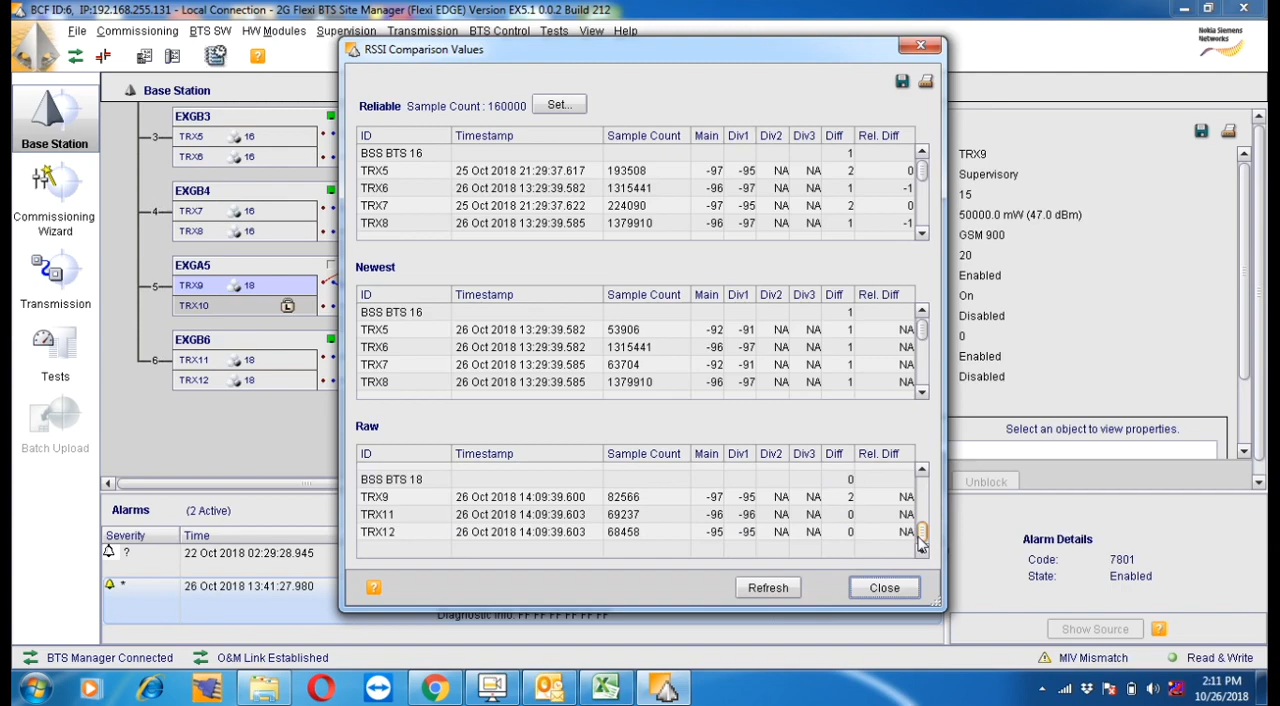 BCF ID:6,  IP:192.168.255.131 - Local Connection - 2G Flexi BTS Site Manager (Flexi EDGE) Version EX5.1 0.0.2 Build 212
File Commissioning BTS SW HW Modules Supervision Transmission BTS Control Tests View Help
Nokia Siemens
Networks
Base Station
Commissioning
Wizard
Transmission
Tests
Batch Upload
Base Station
EXGB3
3 TRX5 16
TRX6 16
EXGB4
4 TRX7 16
TRX8 16
EXGA5
5 TRX9 18
TRX10 L
EXGB6
6 TRX11 18
TRX12 18
RSSI Comparison Values
Reliable Sample Count : 160000 Set...
ID Timestamp Sample Count Main Div1 Div2 Div3 Diff Rel. Diff
BSS BTS 16 1
TRX5 25 Oct 2018 21:29:37.617 193508 -97 -95 NA NA 2 0
TRX6 26 Oct 2018 13:29:39.582 1315441 -96 -97 NA NA 1 -1
TRX7 25 Oct 2018 21:29:37.622 224090 -97 -95 NA NA 2 0
TRX8 26 Oct 2018 13:29:39.585 1379910 -96 -97 NA NA 1 -1
Newest
ID Timestamp Sample Count Main Div1 Div2 Div3 Diff Rel. Diff
BSS BTS 16 1
TRX5 26 Oct 2018 13:29:39.582 53906 -92 -91 NA NA 1 NA
TRX6 26 Oct 2018 13:29:39.582 1315441 -96 -97 NA NA 1 NA
TRX7 26 Oct 2018 13:29:39.585 63704 -92 -91 NA NA 1 NA
TRX8 26 Oct 2018 13:29:39.585 1379910 -96 -97 NA NA 1 NA
Raw
ID Timestamp Sample Count Main Div1 Div2 Div3 Diff Rel. Diff
BSS BTS 18 0
TRX9 26 Oct 2018 14:09:39.600 82566 -97 -95 NA NA 2 NA
TRX11 26 Oct 2018 14:09:39.603 69237 -96 -96 NA NA 0 NA
TRX12 26 Oct 2018 14:09:39.603 68458 -95 -95 NA NA 0 NA
? Refresh Close
TRX9
Supervisory
15
50000.0 mW (47.0 dBm)
GSM 900
20
Enabled
On
Disabled
0
Enabled
Disabled
Select an object to view properties.
Unblock
Alarms (2 Active)
Severity Time
? 22 Oct 2018 02:29:28.945
* 26 Oct 2018 13:41:27.980
Diagnostic info: FF FF FF FF FF FF
Alarm Details
Code: 7801
State: Enabled
Show Source ?
BTS Manager Connected O&M Link Established MIV Mismatch Read & Write
2:11 PM
10/26/2018